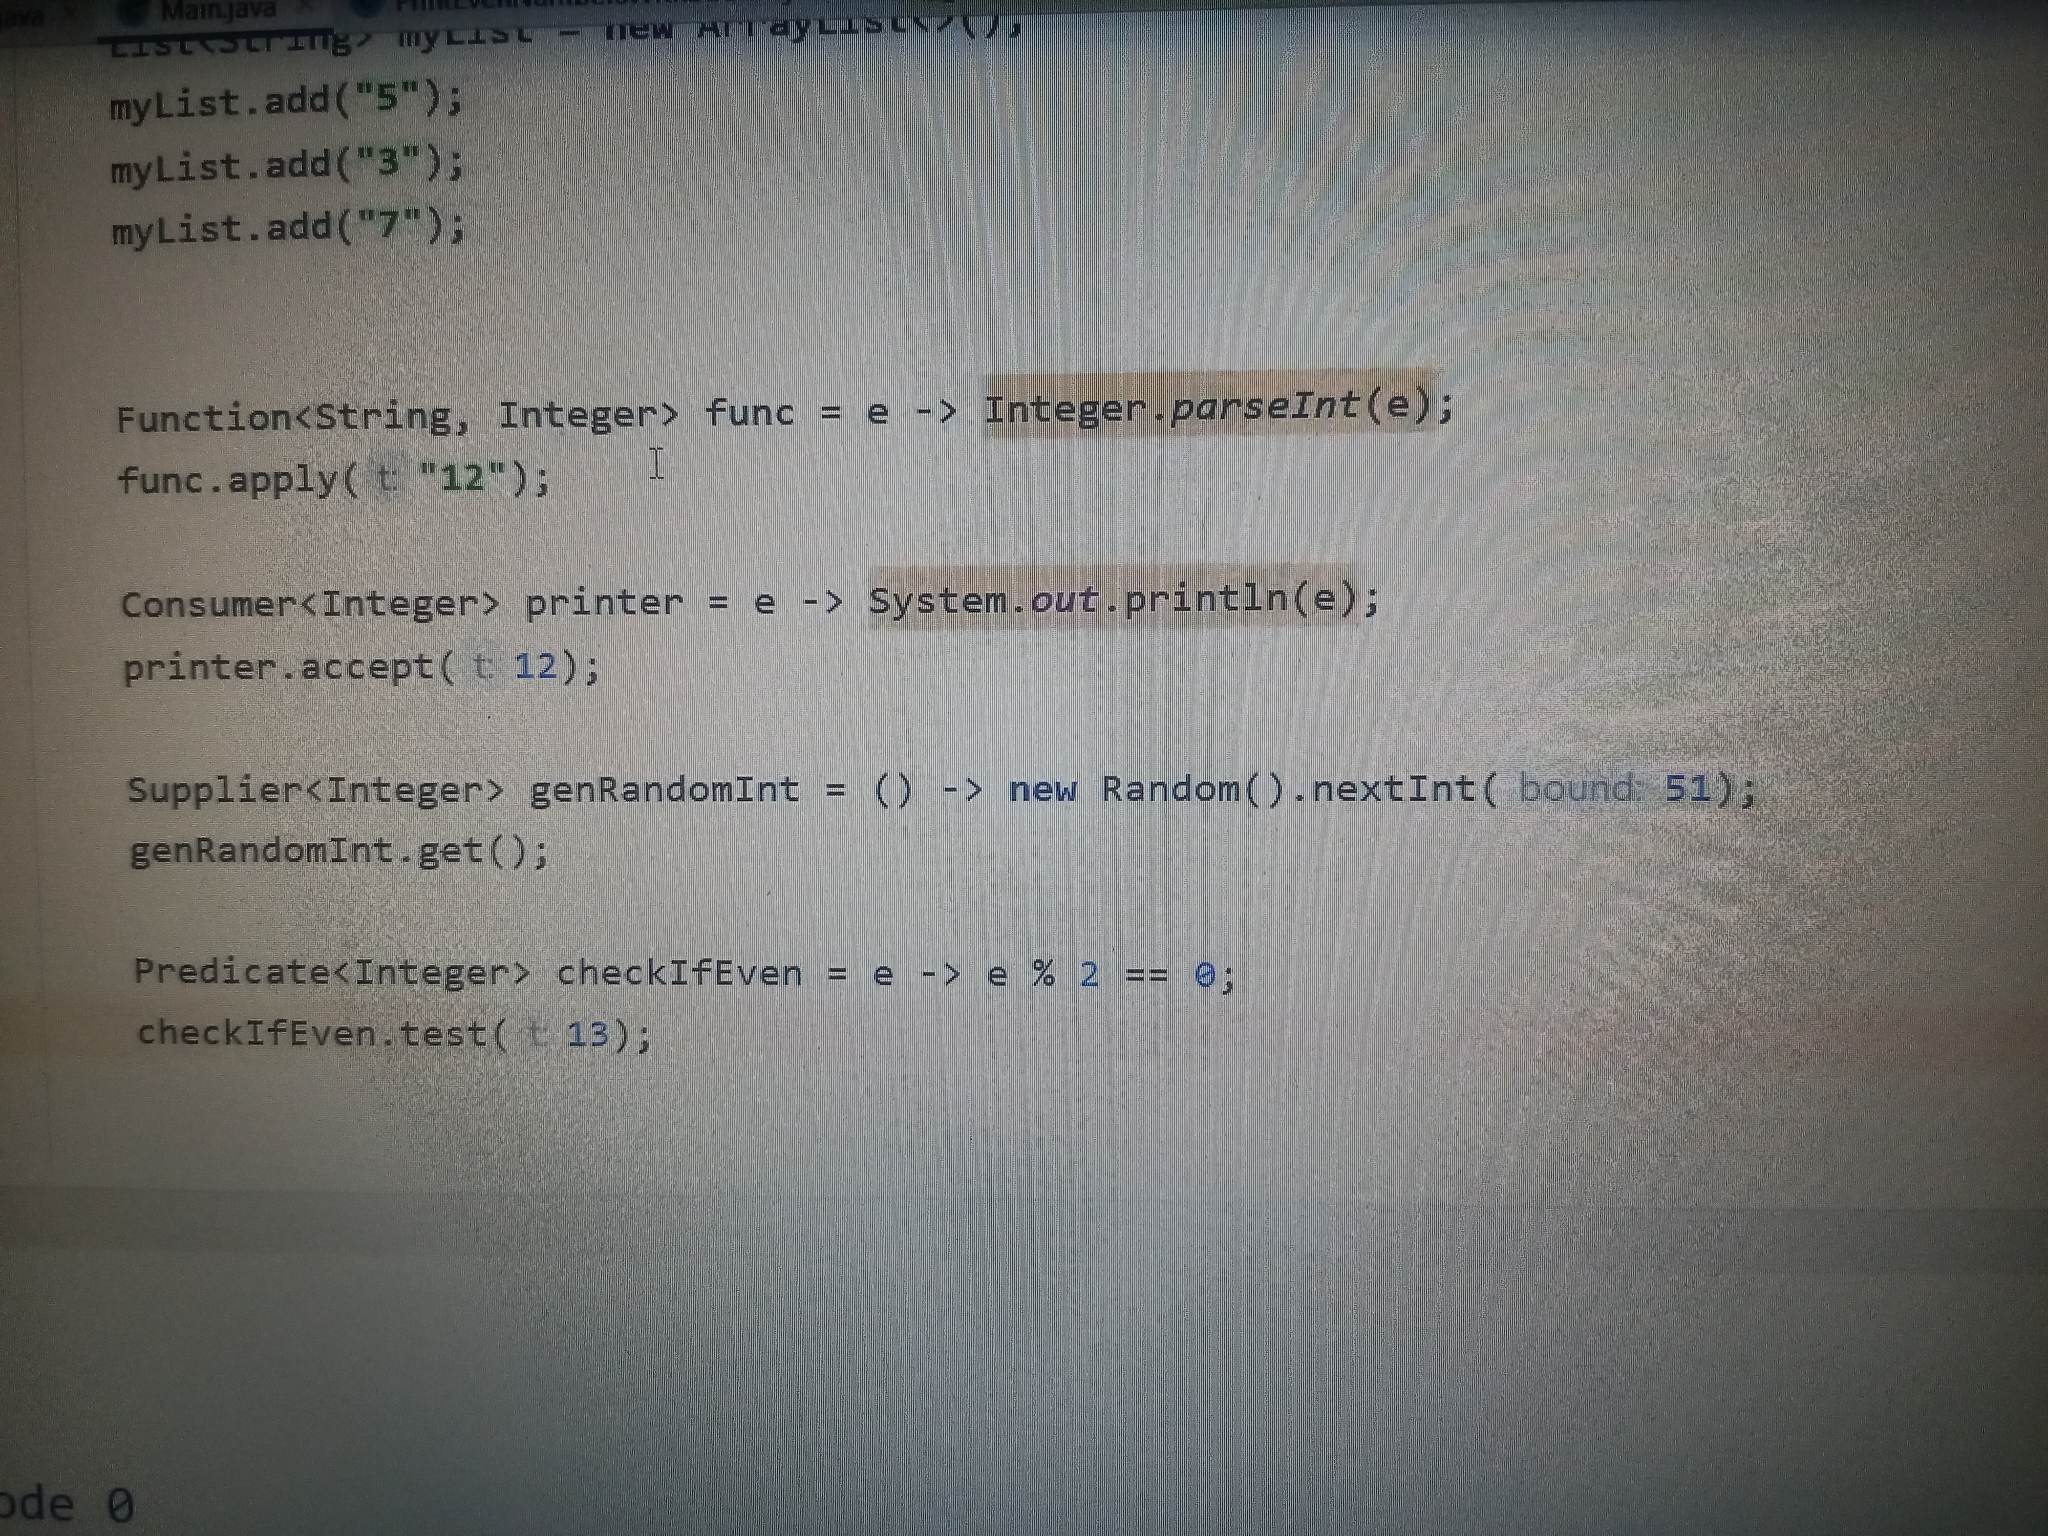 Main.java
List<String> myList = new ArrayList<>();
myList.add("5");
myList.add("3");
myList.add("7");
Function<String, Integer> func = e -> Integer.parseInt(e);
func.apply( t: "12");
Consumer<Integer> printer = e -> System.out.println(e);
printer.accept( t: 12);
Supplier<Integer> genRandomInt = () -> new Random().nextInt( bound: 51);
genRandomInt.get();
Predicate<Integer> checkIfEven = e -> e % 2 == 0;
checkIfEven.test( t: 13);
ode 0